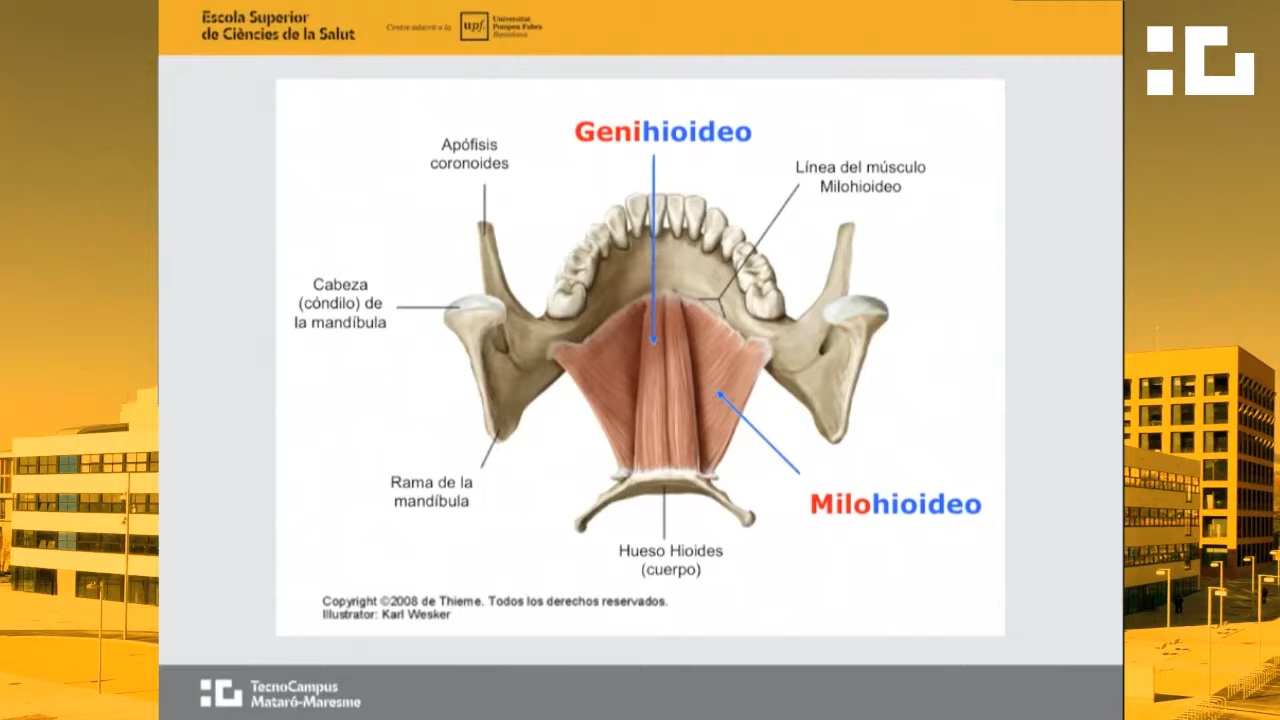 Escola Superior
de Ciències de la Salut
Centre adscrit a la
upf.
Universitat
Pompeu Fabra
Barcelona
Genihioideo
Apófisis
coronoides
Línea del músculo
Milohioideo
Cabeza
(cóndilo) de
la mandíbula
Rama de la
mandíbula
Milohioideo
Hueso Hioides
(cuerpo)
Copyright ©2008 de Thieme. Todos los derechos reservados.
Illustrator: Karl Wesker
TecnoCampus
Mataró-Maresme